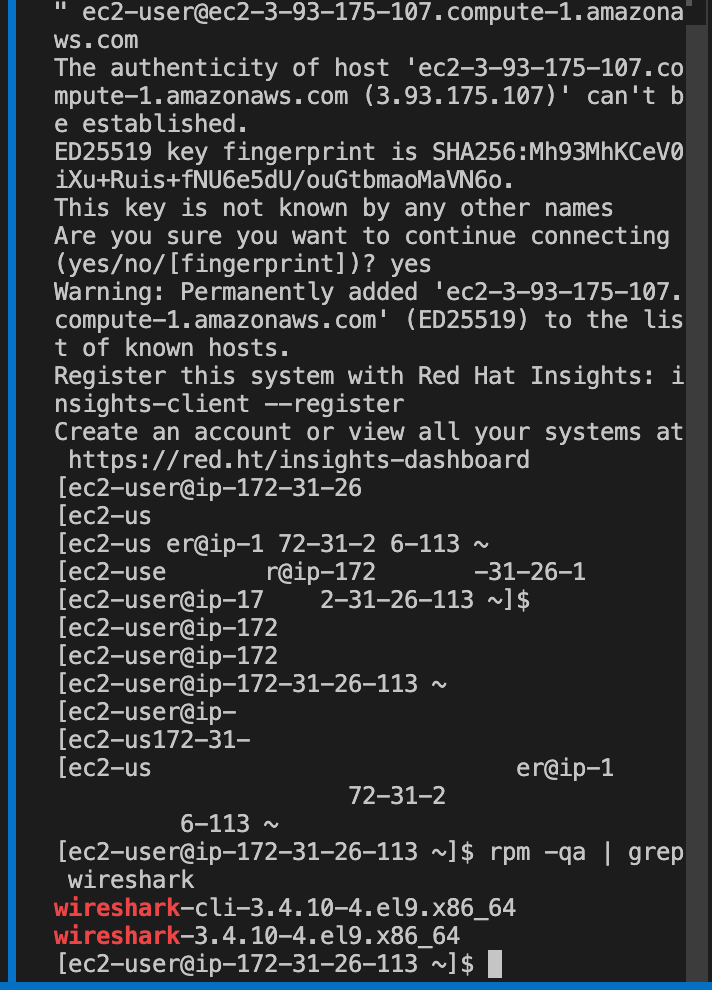 " ec2-user@ec2-3-93-175-107.compute-1.amazona
ws.com
The authenticity of host 'ec2-3-93-175-107.co
mpute-1.amazonaws.com (3.93.175.107)' can't b
e established.
ED25519 key fingerprint is SHA256:Mh93MhKCeV0
iXu+Ruis+fNU6e5dU/ouGtbmaoMaVN6o.
This key is not known by any other names
Are you sure you want to continue connecting
(yes/no/[fingerprint])? yes
Warning: Permanently added 'ec2-3-93-175-107.
compute-1.amazonaws.com' (ED25519) to the lis
t of known hosts.
Register this system with Red Hat Insights: i
nsights-client --register
Create an account or view all your systems at
 https://red.ht/insights-dashboard
[ec2-user@ip-172-31-26
[ec2-us
[ec2-us er@ip-1 72-31-2 6-113 ~
[ec2-use       r@ip-172       -31-26-1
[ec2-user@ip-17    2-31-26-113 ~]$
[ec2-user@ip-172
[ec2-user@ip-172
[ec2-user@ip-172-31-26-113 ~
[ec2-user@ip-
[ec2-us172-31-
[ec2-us                          er@ip-1
                     72-31-2
         6-113 ~
[ec2-user@ip-172-31-26-113 ~]$ rpm -qa | grep
 wireshark
wireshark-cli-3.4.10-4.el9.x86_64
wireshark-3.4.10-4.el9.x86_64
[ec2-user@ip-172-31-26-113 ~]$